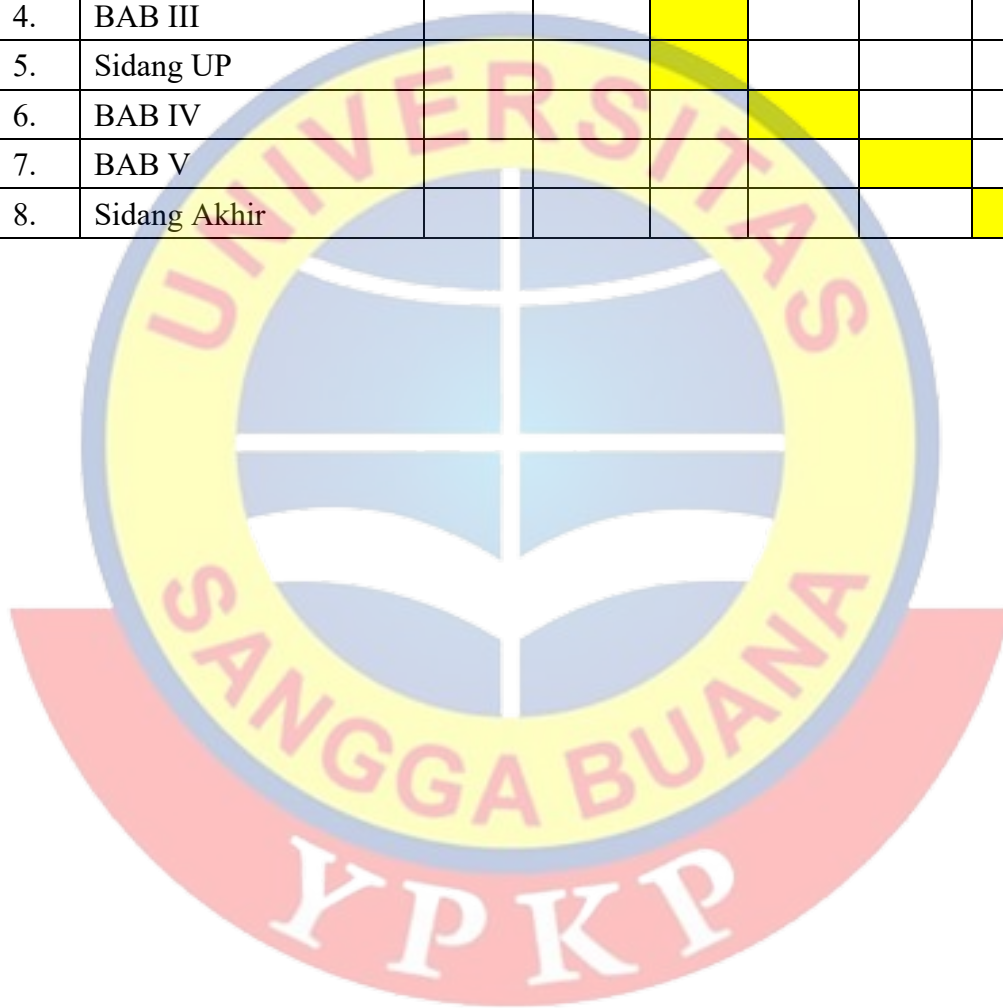 4. BAB III
5. Sidang UP
6. BAB IV
7. BAB V
8. Sidang Akhir
UNIVERSITAS
SANGGA BUANA
YPKP